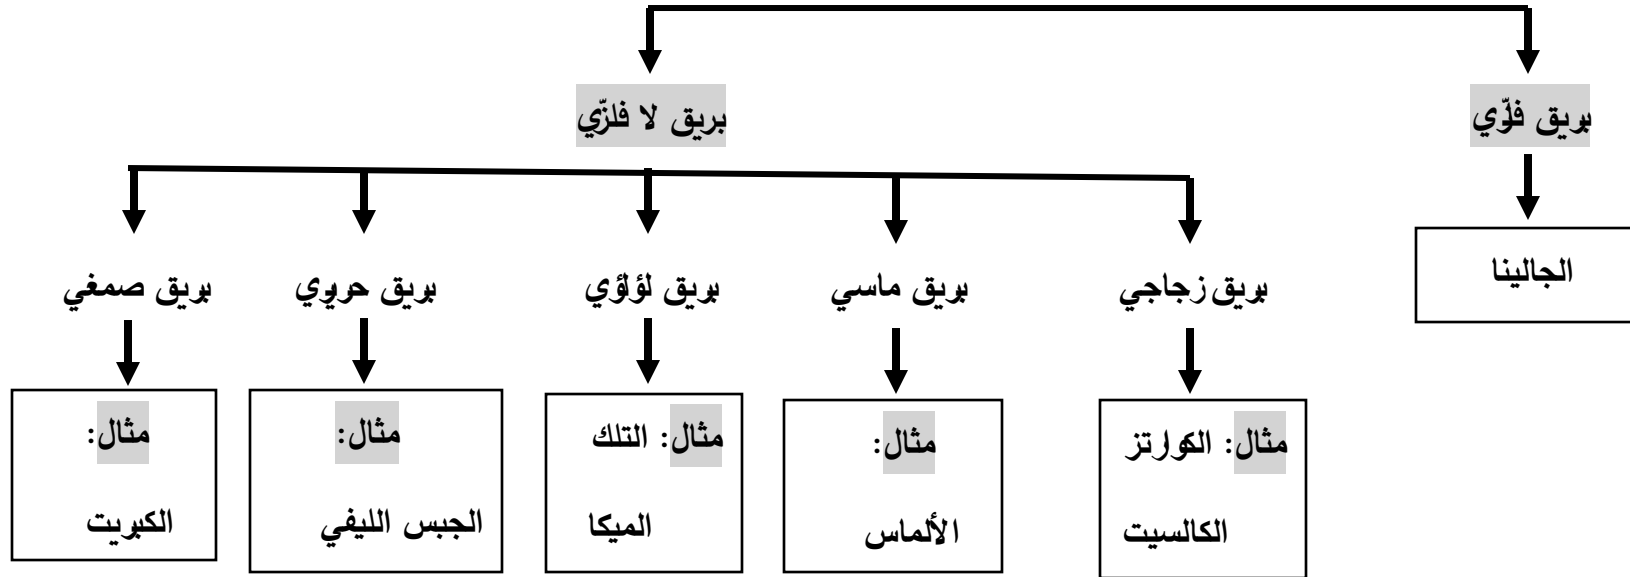 بريق فلزّي
بريق لا فلزّي
الجالينا
بريق زجاجي
بريق ماسي
بريق لؤلؤي
بريق حريري
بريق صمغي
مثال: الكوارتز
الكالسيت
مثال:
الألماس
مثال: التلك
الميكا
مثال:
الجبس الليفي
مثال:
الكبريت